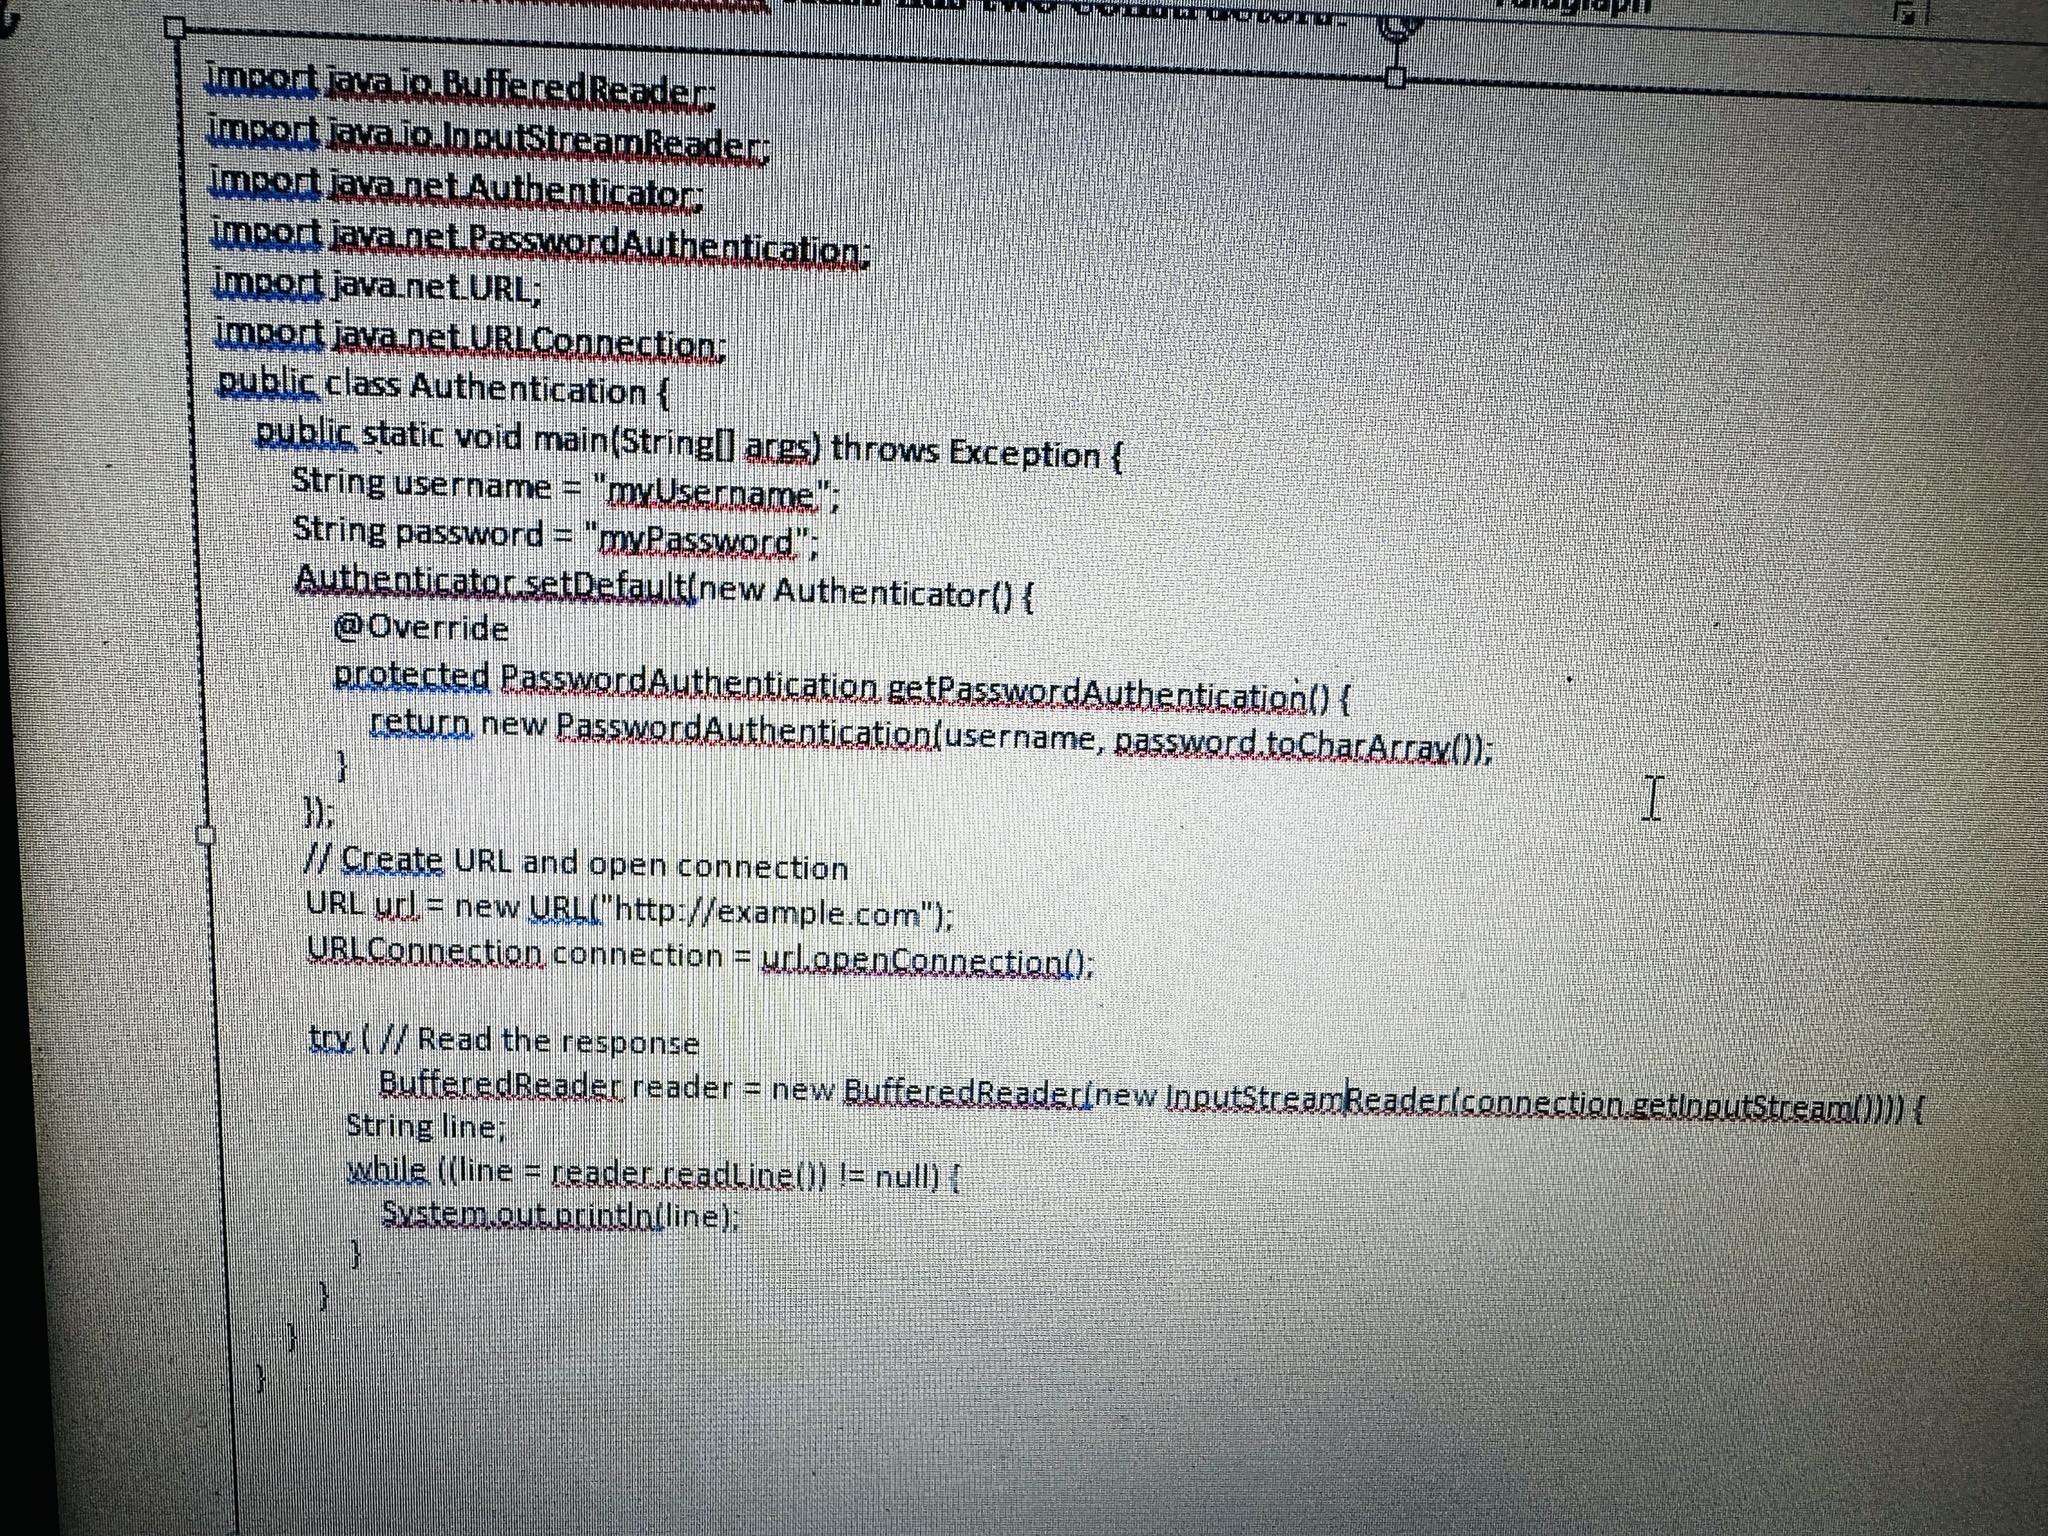 two constructors.
Paragraph
import java.io.BufferedReader;
import java.io.InputStreamReader;
import java.net.Authenticator;
import java.net.PasswordAuthentication;
import java.net.URL;
import java.net.URLConnection;
public class Authentication {
public static void main(String[] args) throws Exception {
String username = "myUsername";
String password = "myPassword";
Authenticator.setDefault(new Authenticator() {
@Override
protected PasswordAuthentication getPasswordAuthentication() {
return new PasswordAuthentication(username, password.toCharArray());
}
});
// Create URL and open connection
URL url = new URL("http://example.com");
URLConnection connection = url.openConnection();
try ( // Read the response
BufferedReader reader = new BufferedReader(new InputStreamReader(connection.getInputStream()))) {
String line;
while ((line = reader.readLine()) != null) {
System.out.println(line);
}
}
}
}